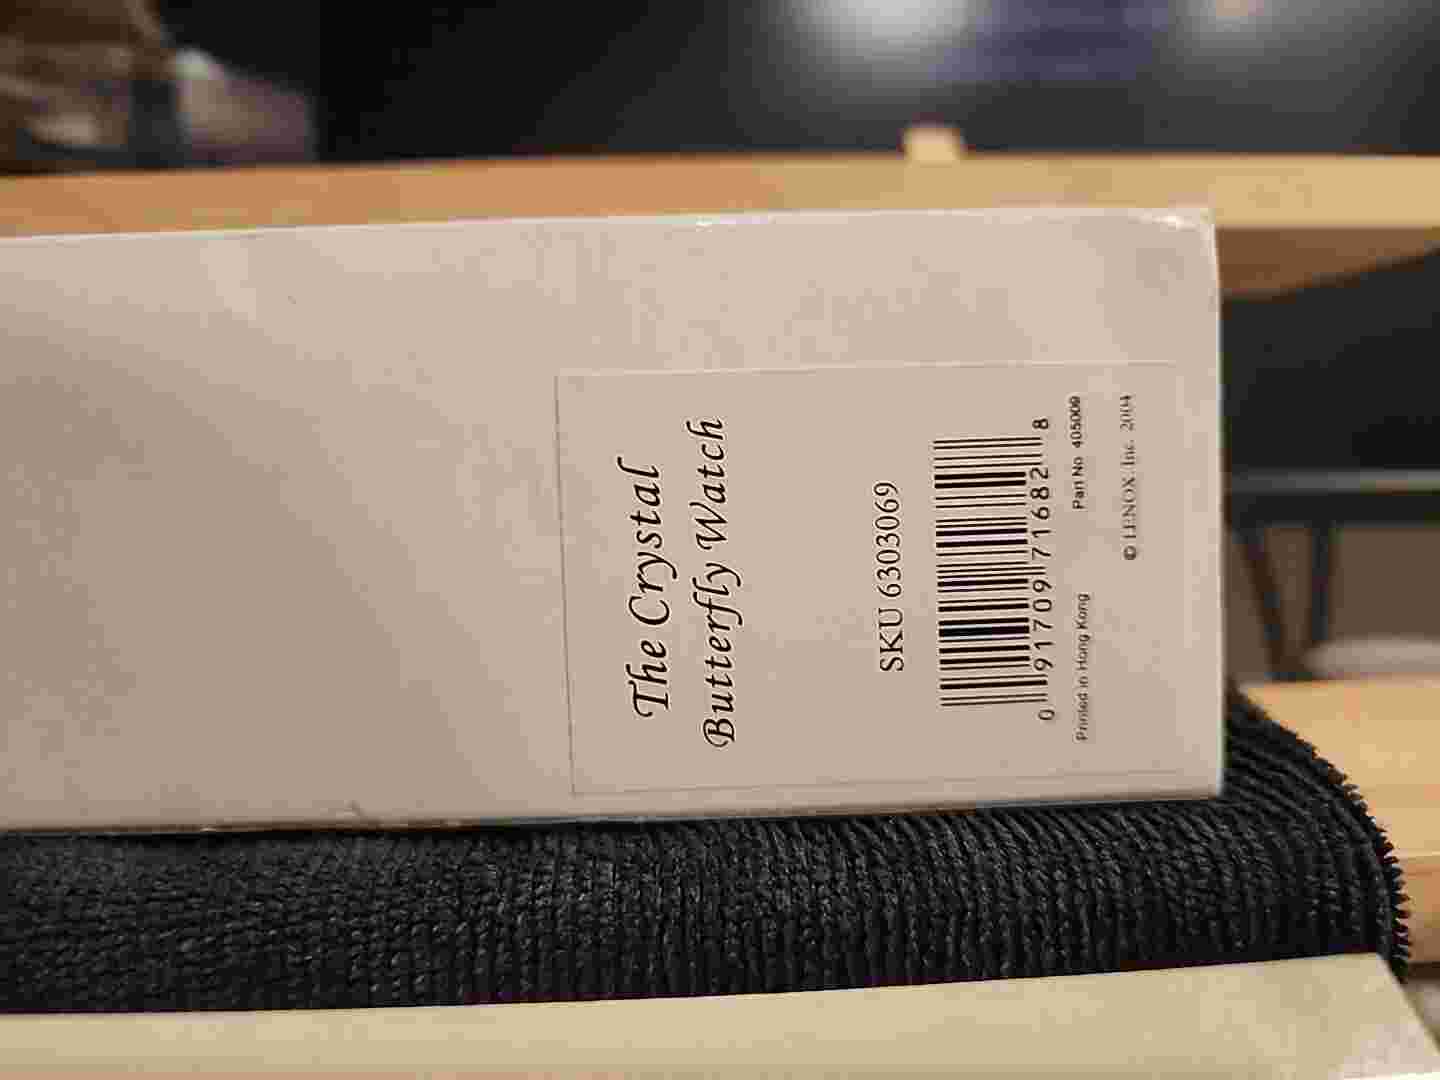 The Crystal
Butterfly Watch
SKU 6303069
0 91709 71682 8
Printed in Hong Kong Part No 405009
© LENOX, Inc. 2004